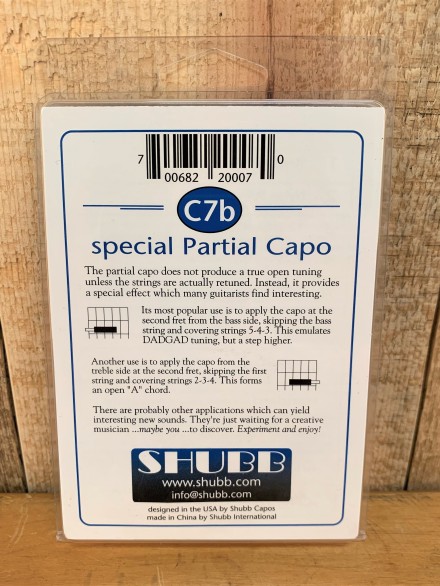 7 00682 20007 0
C7b
special Partial Capo
The partial capo does not produce a true open tuning
unless the strings are actually retuned. Instead, it provides
a special effect which many guitarists find interesting.
Its most popular use is to apply the capo at the
second fret from the bass side, skipping the bass
string and covering strings 5-4-3. This emulates
DADGAD tuning, but a step higher.
Another use is to apply the capo from the
treble side at the second fret, skipping the first
string and covering strings 2-3-4. This forms
an open "A" chord.
There are probably other applications which can yield
interesting new sounds. They're just waiting for a creative
musician ...maybe you ...to discover. Experiment and enjoy!
SHUBB
www.shubb.com
info@shubb.com
designed in the USA by Shubb Capos
made in China by Shubb International